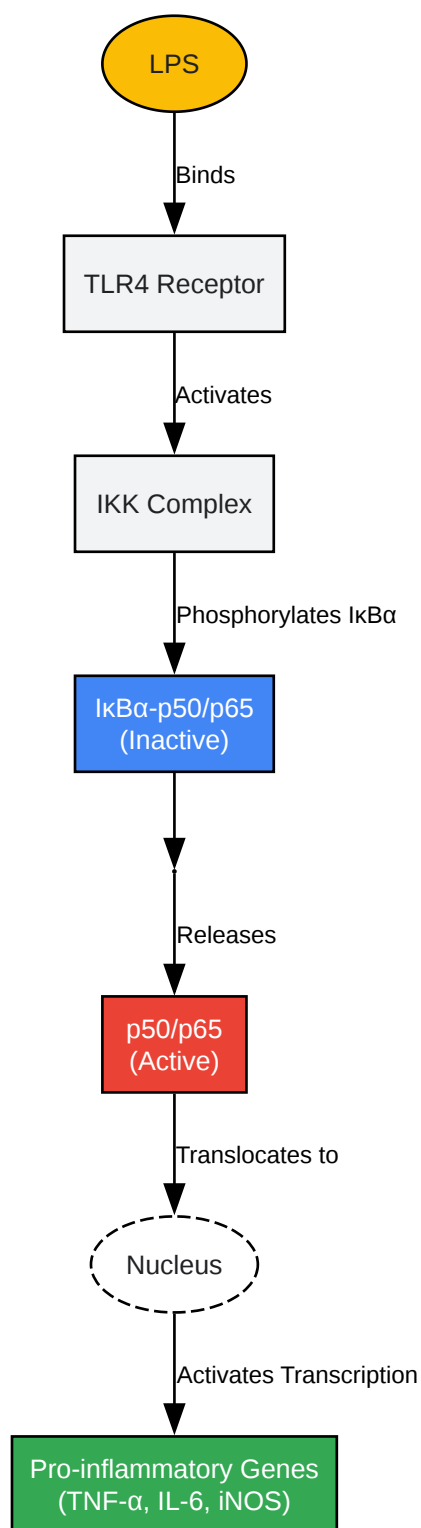 LPS
Binds
TLR4 Receptor
Activates
IKK Complex
Phosphorylates IκBα
IκBα-p50/p65
(Inactive)
Releases
p50/p65
(Active)
Translocates to
Nucleus
Activates Transcription
Pro-inflammatory Genes
(TNF-α, IL-6, iNOS)